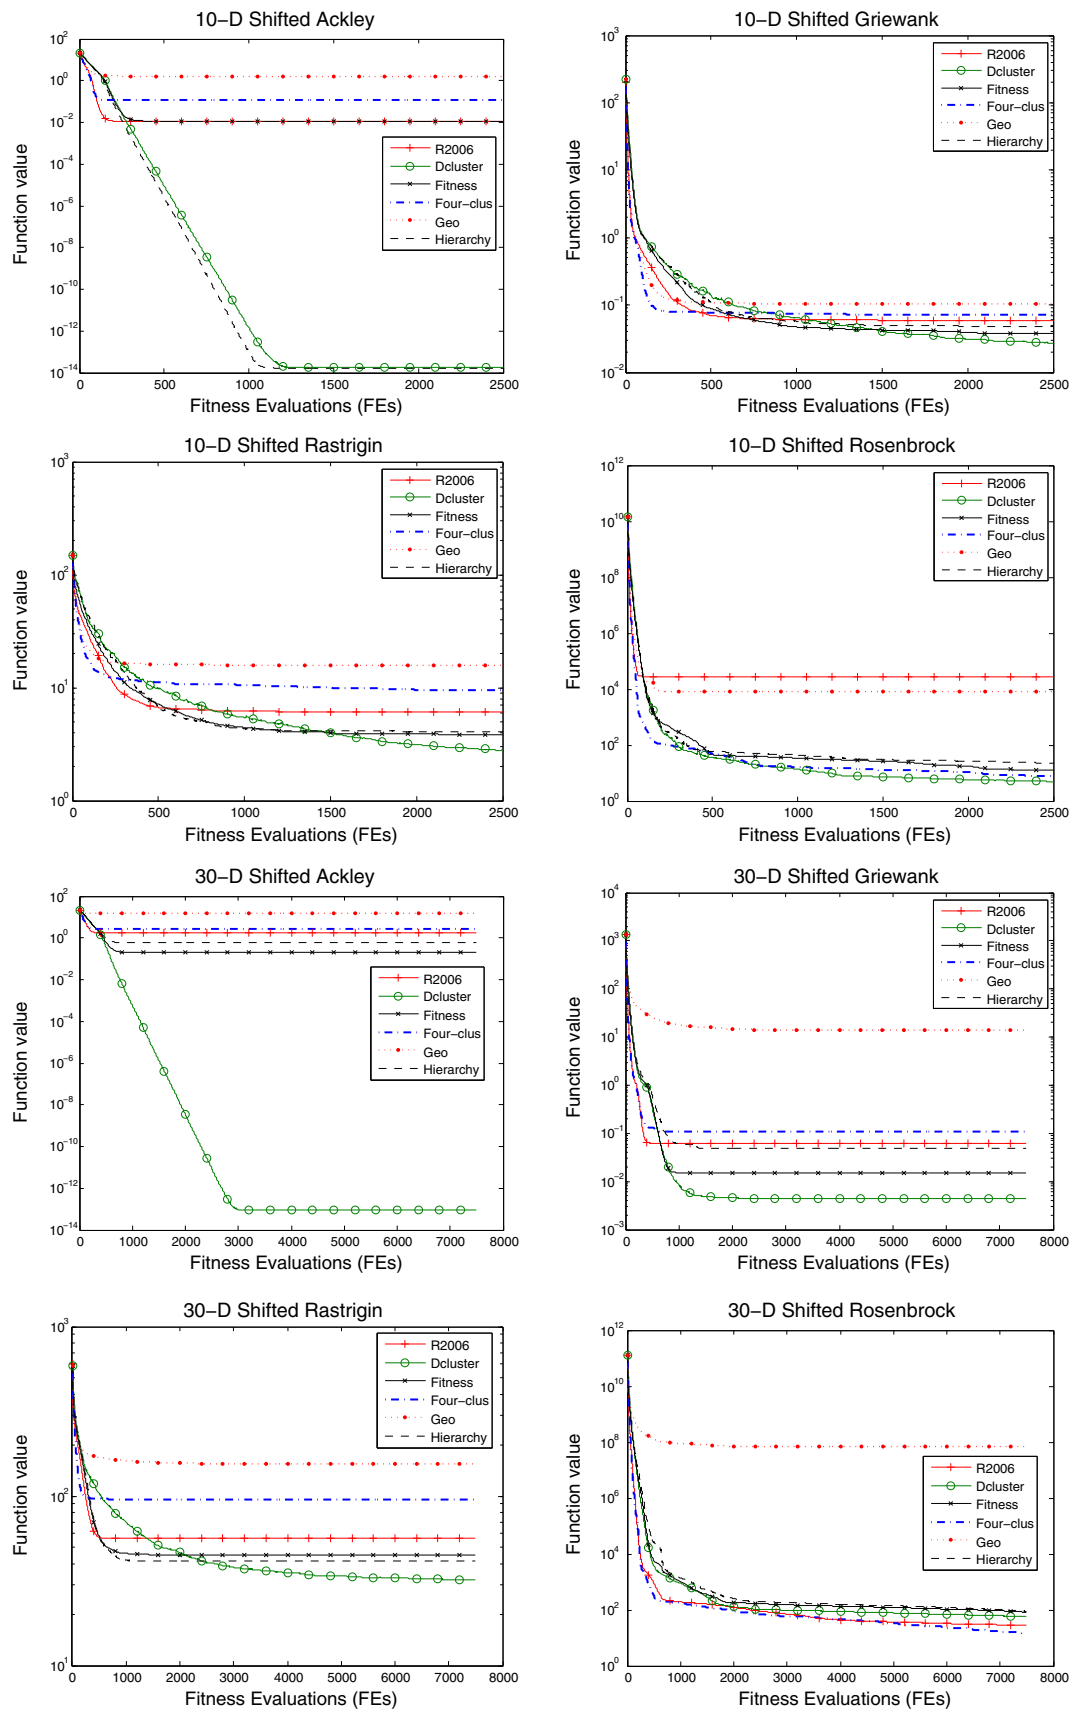 10−D Shifted Ackley
10^2
10^0
10^−2
10^−4
10^−6
10^−8
10^−10
10^−12
10^−14
0
500
1000
1500
2000
2500
Function value
Fitness Evaluations (FEs)
R2006
Dcluster
Fitness
Four−clus
Geo
Hierarchy
10−D Shifted Griewank
10^3
10^2
10^1
10^0
10^−1
10^−2
0
500
1000
1500
2000
2500
Function value
Fitness Evaluations (FEs)
R2006
Dcluster
Fitness
Four−clus
Geo
Hierarchy
10−D Shifted Rastrigin
10^3
10^2
10^1
10^0
0
500
1000
1500
2000
2500
Function value
Fitness Evaluations (FEs)
R2006
Dcluster
Fitness
Four−clus
Geo
Hierarchy
10−D Shifted Rosenbrock
10^12
10^10
10^8
10^6
10^4
10^2
10^0
0
500
1000
1500
2000
2500
Function value
Fitness Evaluations (FEs)
R2006
Dcluster
Fitness
Four−clus
Geo
Hierarchy
30−D Shifted Ackley
10^2
10^0
10^−2
10^−4
10^−6
10^−8
10^−10
10^−12
10^−14
0
1000
2000
3000
4000
5000
6000
7000
8000
Function value
Fitness Evaluations (FEs)
R2006
Dcluster
Fitness
Four−clus
Geo
Hierarchy
30−D Shifted Griewank
10^4
10^3
10^2
10^1
10^0
10^−1
10^−2
10^−3
0
1000
2000
3000
4000
5000
6000
7000
8000
Function value
Fitness Evaluations (FEs)
R2006
Dcluster
Fitness
Four−clus
Geo
Hierarchy
30−D Shifted Rastrigin
10^3
10^2
10^1
0
1000
2000
3000
4000
5000
6000
7000
8000
Function value
Fitness Evaluations (FEs)
R2006
Dcluster
Fitness
Four−clus
Geo
Hierarchy
30−D Shifted Rosenbrock
10^12
10^10
10^8
10^6
10^4
10^2
10^0
0
1000
2000
3000
4000
5000
6000
7000
8000
Function value
Fitness Evaluations (FEs)
R2006
Dcluster
Fitness
Four−clus
Geo
Hierarchy